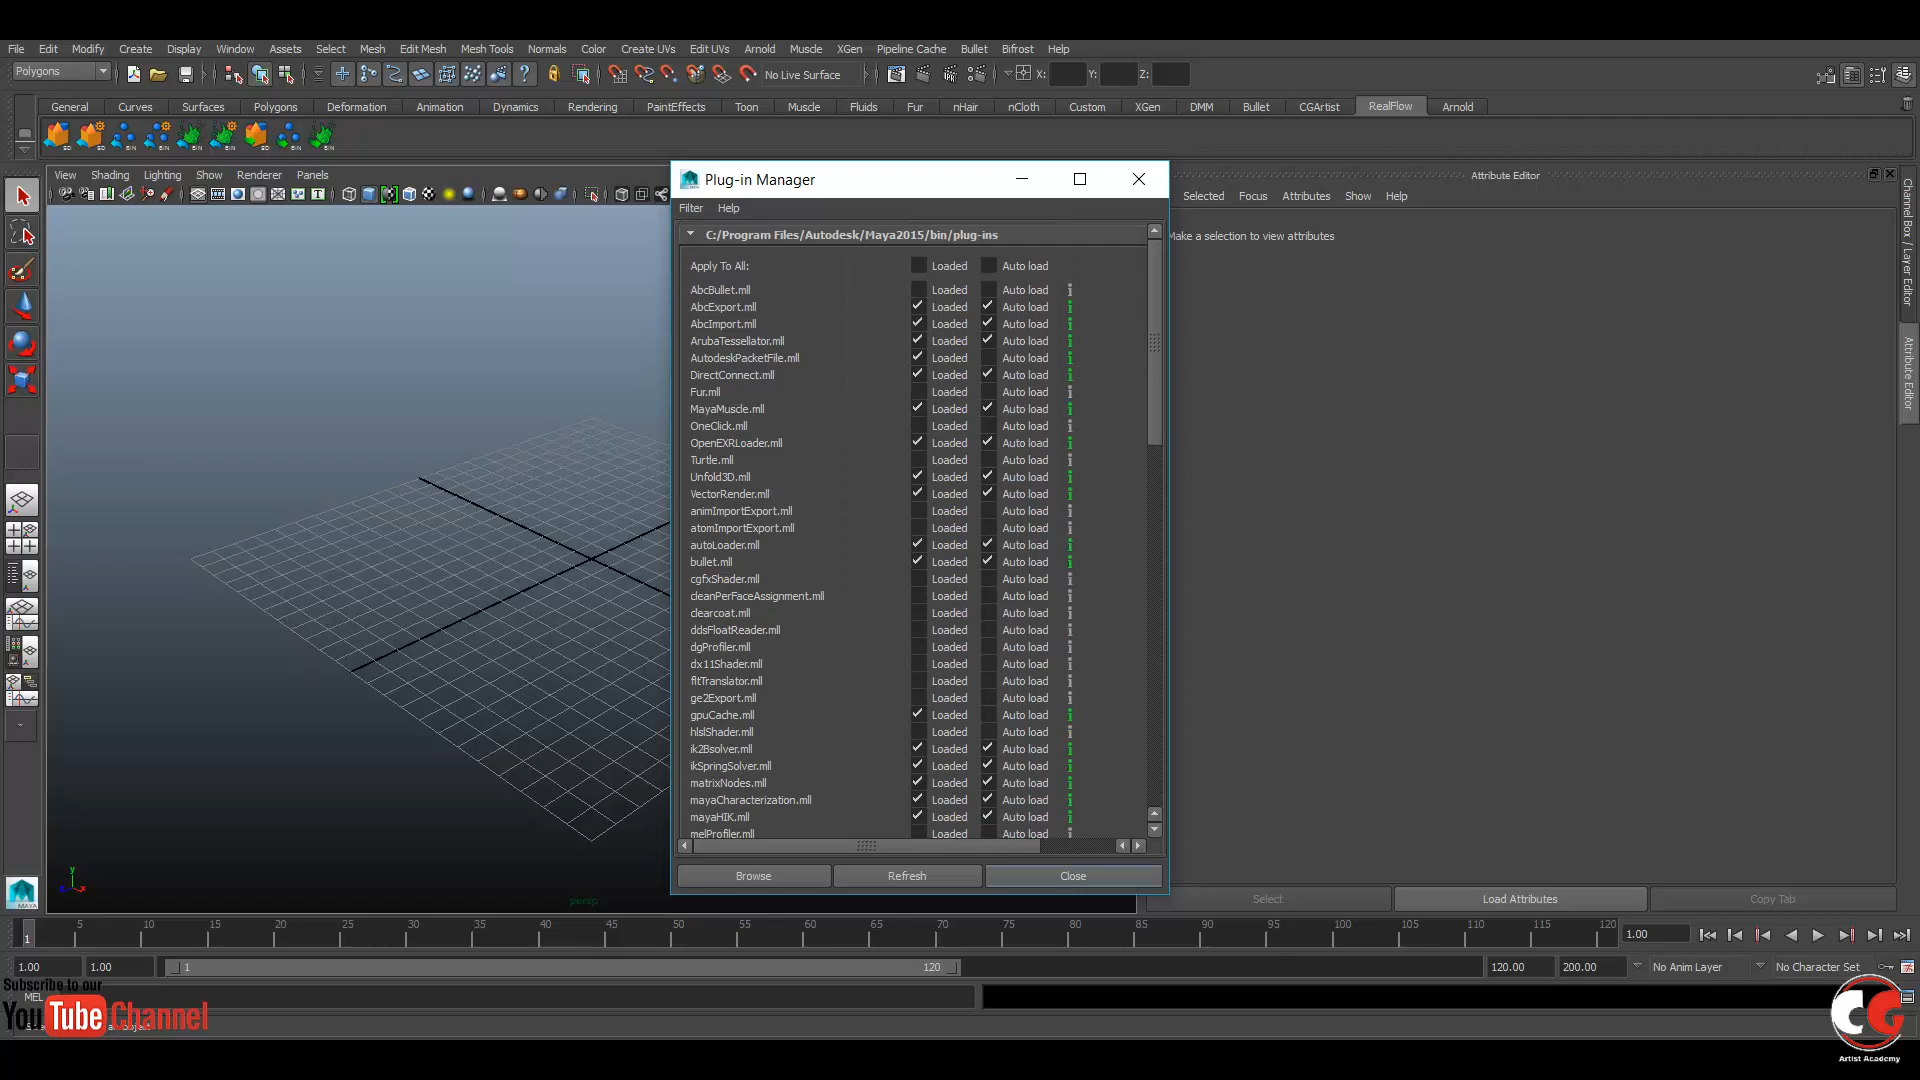 File Edit Modify Create Display Window Assets Select Mesh Edit Mesh Mesh Tools Normals Color Create UVs Edit UVs Arnold Muscle XGen Pipeline Cache Bullet Bifrost Help
Polygons No Live Surface X: Y: Z:
General Curves Surfaces Polygons Deformation Animation Dynamics Rendering PaintEffects Toon Muscle Fluids Fur nHair nCloth Custom XGen DMM Bullet CGArtist RealFlow Arnold
SD SD BIN BIN BIN BIN SD BIN BIN
View Shading Lighting Show Renderer Panels
Plug-in Manager
Filter Help
C:/Program Files/Autodesk/Maya2015/bin/plug-ins
Apply To All: Loaded Auto load
AbcBullet.mll Loaded Auto load
AbcExport.mll Loaded Auto load
AbcImport.mll Loaded Auto load
ArubaTessellator.mll Loaded Auto load
AutodeskPacketFile.mll Loaded Auto load
DirectConnect.mll Loaded Auto load
Fur.mll Loaded Auto load
MayaMuscle.mll Loaded Auto load
OneClick.mll Loaded Auto load
OpenEXRLoader.mll Loaded Auto load
Turtle.mll Loaded Auto load
Unfold3D.mll Loaded Auto load
VectorRender.mll Loaded Auto load
animImportExport.mll Loaded Auto load
atomImportExport.mll Loaded Auto load
autoLoader.mll Loaded Auto load
bullet.mll Loaded Auto load
cgfxShader.mll Loaded Auto load
cleanPerFaceAssignment.mll Loaded Auto load
clearcoat.mll Loaded Auto load
ddsFloatReader.mll Loaded Auto load
dgProfiler.mll Loaded Auto load
dx11Shader.mll Loaded Auto load
fltTranslator.mll Loaded Auto load
ge2Export.mll Loaded Auto load
gpuCache.mll Loaded Auto load
hlslShader.mll Loaded Auto load
ik2Bsolver.mll Loaded Auto load
ikSpringSolver.mll Loaded Auto load
matrixNodes.mll Loaded Auto load
mayaCharacterization.mll Loaded Auto load
mayaHIK.mll Loaded Auto load
melProfiler.mll Loaded Auto load
Browse Refresh Close
Attribute Editor
Selected Focus Attributes Show Help
Make a selection to view attributes
Channel Box / Layer Editor
Attribute Editor
Select Load Attributes Copy Tab
y
x
persp
MAYA
1 5 10 15 20 25 30 35 40 45 50 55 60 65 70 75 80 85 90 95 100 105 110 115 120 1.00
1.00 1.00 1 120 120.00 200.00 No Anim Layer No Character Set
Subscribe to our
MEL
YouTube Channel
CG
Artist Academy